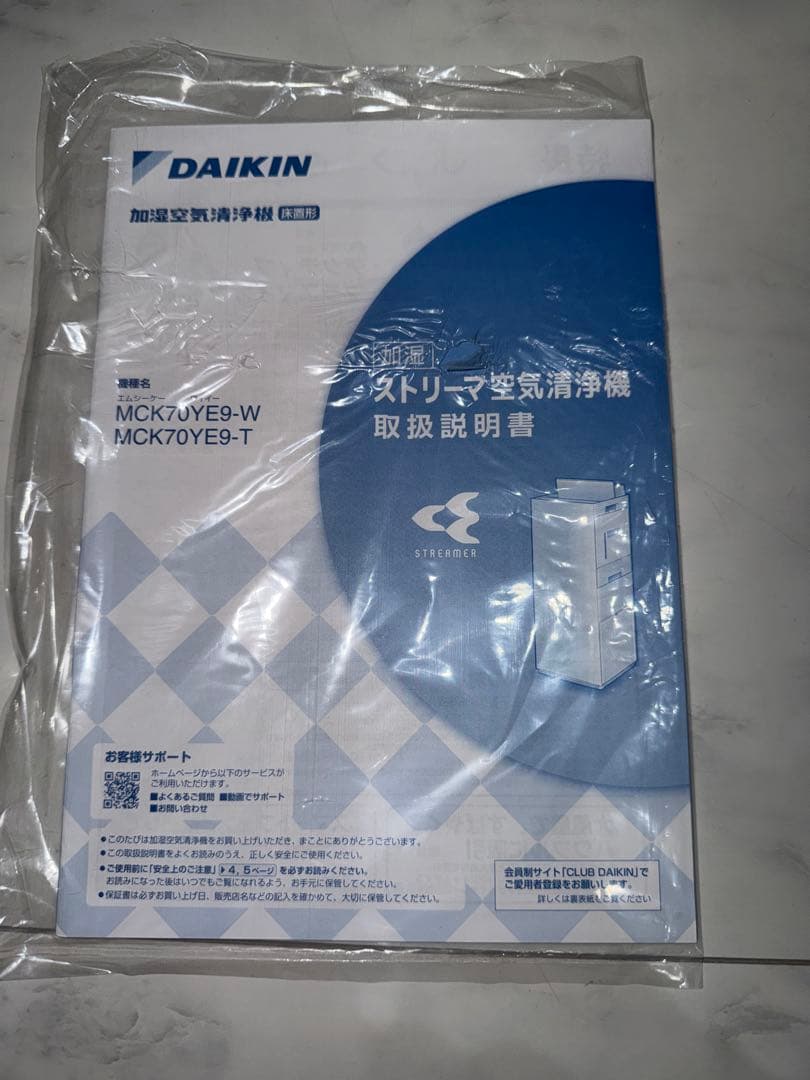 DAIKIN
加湿空気清浄機 床置形
機種名
エムシーケー ワイイー
MCK70YE9-W
MCK70YE9-T
加湿
ストリーマ空気清浄機
取扱説明書
STREAMER
お客様サポート
ホームページから以下のサービスが
ご利用いただけます。
■よくあるご質問 ■動画でサポート
■お問い合わせ
●このたびは加湿空気清浄機をお買い上げいただき、まことにありがとうございます。
●この取扱説明書をよくお読みのうえ、正しく安全にご使用ください。
●ご使用前に「安全上のご注意」▶4, 5ページ を必ずお読みください。
お読みになった後はいつでもご覧になれるよう、お手元に保管してください。
●保証書は必ずお買い上げ日、販売店名などの記入を確かめて、大切に保管してください。
会員制サイト「CLUB DAIKIN」で
ご愛用者登録をお願いします。
詳しくは裏表紙をご覧ください